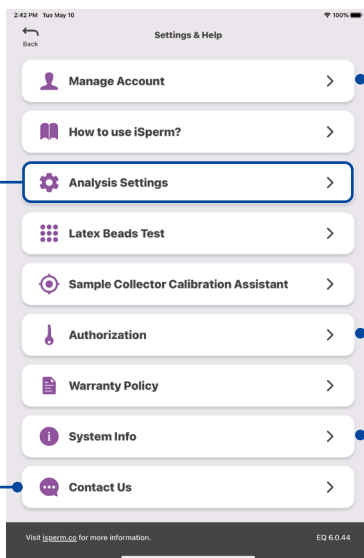 2:42 PM Tue May 10
100%
Back
Settings & Help
Manage Account
How to use iSperm?
Analysis Settings
Latex Beads Test
Sample Collector Calibration Assistant
Authorization
Warranty Policy
System Info
Contact Us
Visit isperm.co for more information.
EQ 6.0.44